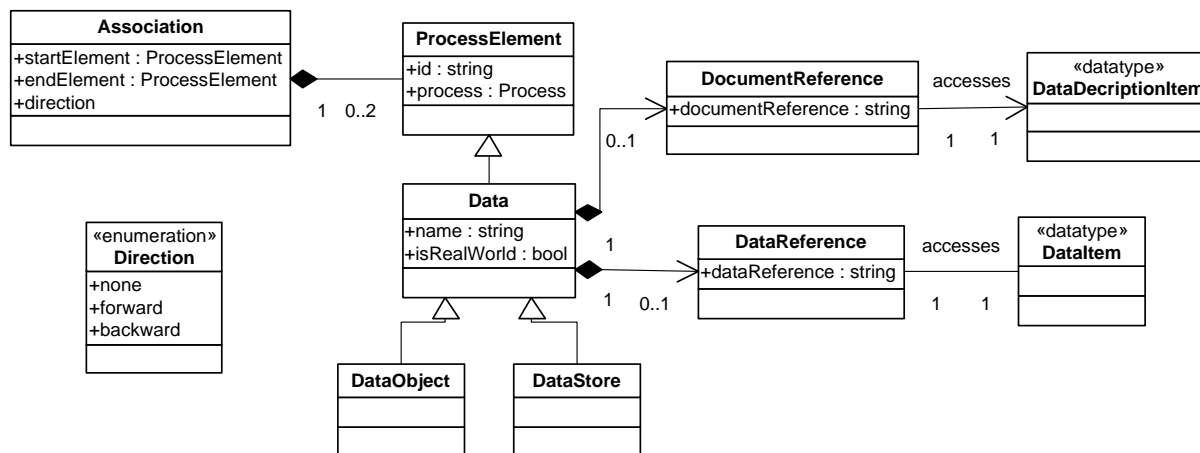 Association
+startElement : ProcessElement
+endElement : ProcessElement
+direction
1
0..2
ProcessElement
+id : string
+process : Process
DocumentReference
+documentReference : string
accesses
1
1
«datatype»
DataDecriptionItem
0..1
Data
+name : string
+isRealWorld : bool
1
1
0..1
«enumeration»
Direction
+none
+forward
+backward
DataReference
+dataReference : string
accesses
1
1
«datatype»
DataItem
DataObject
DataStore